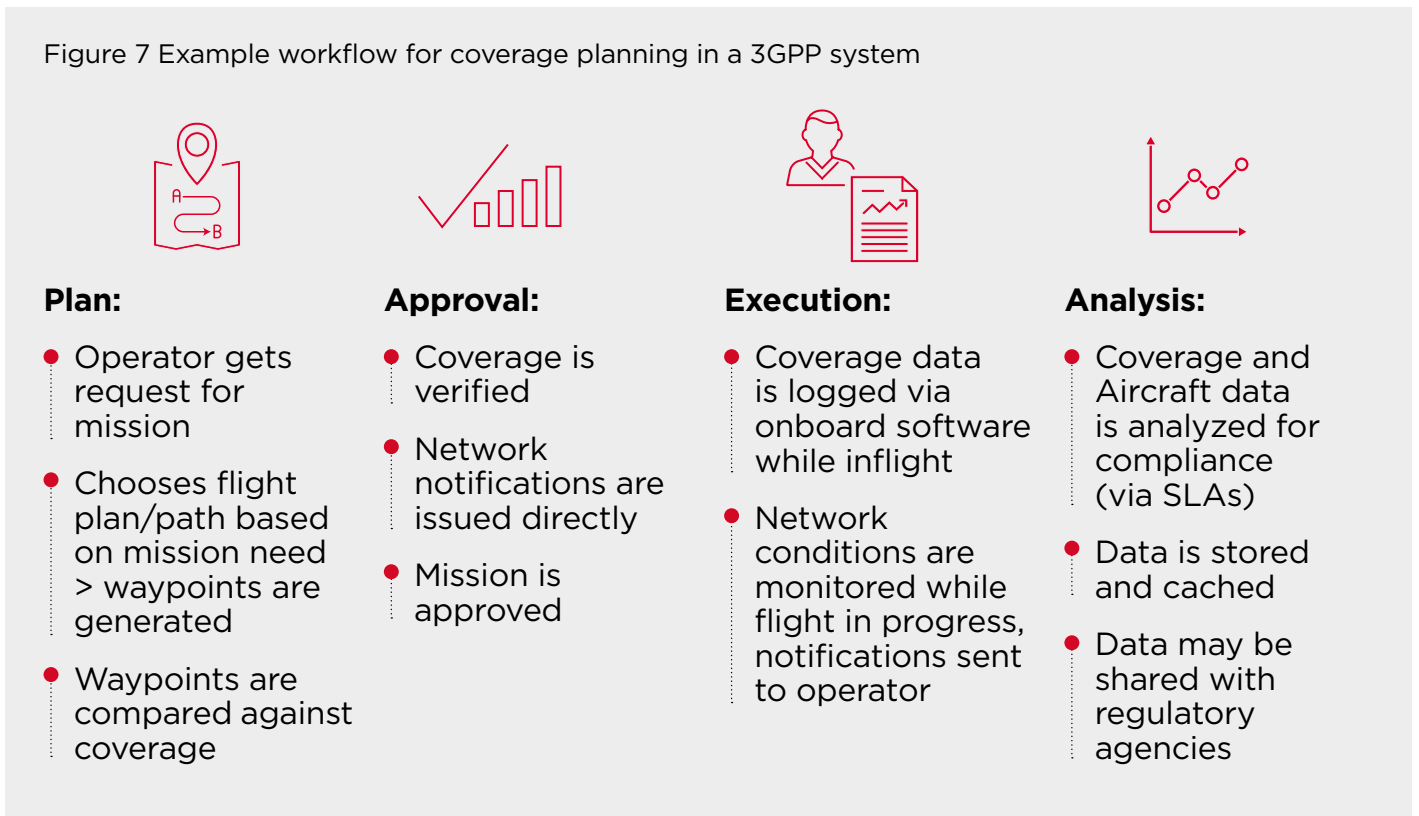 Figure 7 Example workflow for coverage planning in a 3GPP system
A
B
Plan:
Operator gets
request for
mission
Chooses flight
plan/path based
on mission need
> waypoints are
generated
Waypoints are
compared against
coverage
Approval:
Coverage is
verified
Network
notifications are
issued directly
Mission is
approved
Execution:
Coverage data
is logged via
onboard software
while inflight
Network
conditions are
monitored while
flight in progress,
notifications sent
to operator
Analysis:
Coverage and
Aircraft data
is analyzed for
compliance
(via SLAs)
Data is stored
and cached
Data may be
shared with
regulatory
agencies